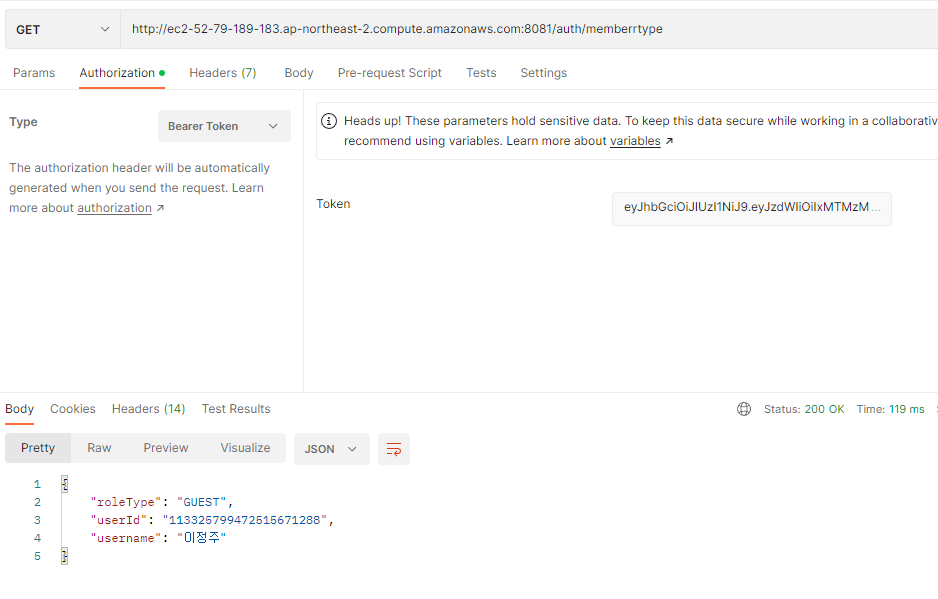 GET http://ec2-52-79-189-183.ap-northeast-2.compute.amazonaws.com:8081/auth/memberrtype
Params Authorization Headers (7) Body Pre-request Script Tests Settings
Type Bearer Token
The authorization header will be automatically
generated when you send the request. Learn
more about authorization ↗
Heads up! These parameters hold sensitive data. To keep this data secure while working in a collaborativ
recommend using variables. Learn more about variables ↗
Token eyJhbGciOiJIUzI1NiJ9.eyJzdWIiOiIxMTMzM ...
Body Cookies Headers (14) Test Results Status: 200 OK Time: 119 ms
Pretty Raw Preview Visualize JSON
1 {
2 "roleType": "GUEST",
3 "userId": "113325799472515671288",
4 "username": "이정주"
5 }